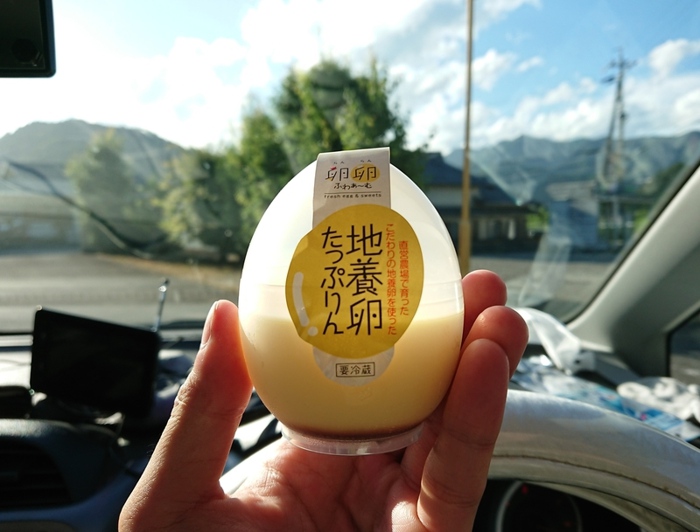 卵卵
ふわぁ〜む
fresh egg & sweets
直営農場で育った
こだわりの地養卵を使った
地養卵
たっぷりん
要冷蔵